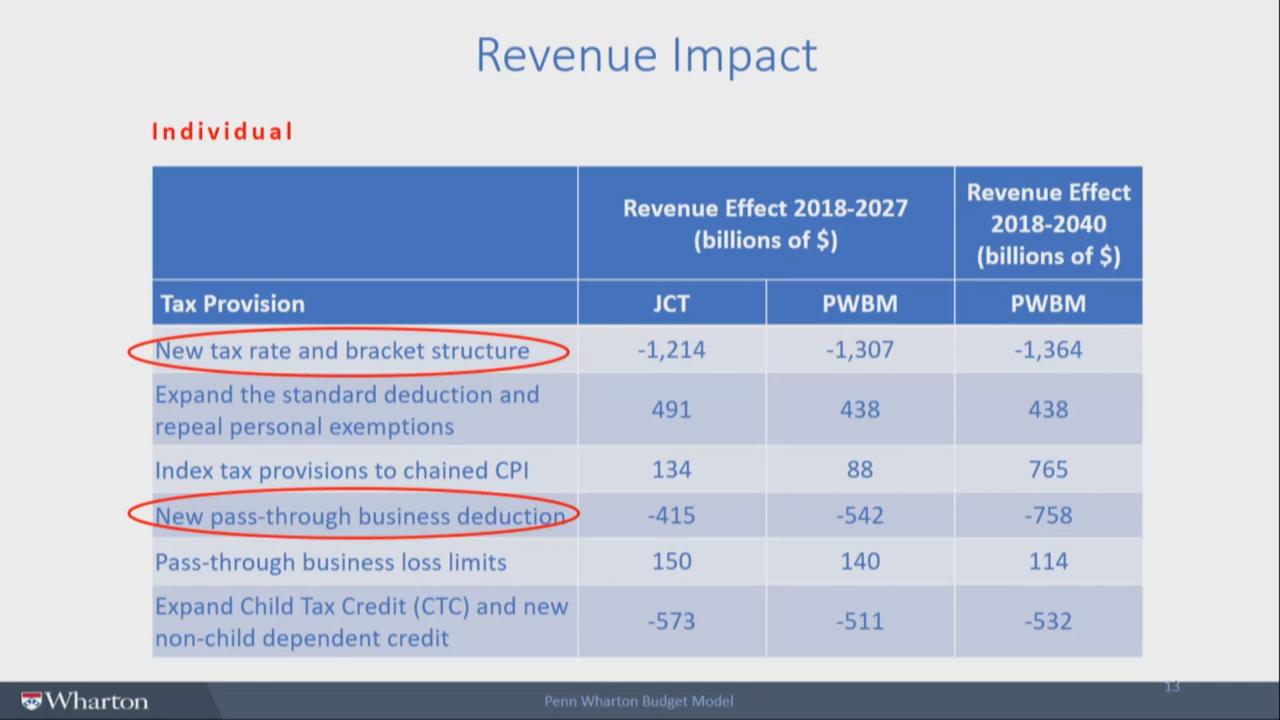 Revenue Impact
Individual
Revenue Effect 2018-2027
(billions of $)
Revenue Effect
2018-2040
(billions of $)
Tax Provision
JCT
PWBM
PWBM
New tax rate and bracket structure
-1,214
-1,307
-1,364
Expand the standard deduction and
repeal personal exemptions
491
438
438
Index tax provisions to chained CPI
134
88
765
New pass-through business deduction
-415
-542
-758
Pass-through business loss limits
150
140
114
Expand Child Tax Credit (CTC) and new
non-child dependent credit
-573
-511
-532
Wharton
Penn Wharton Budget Model
13